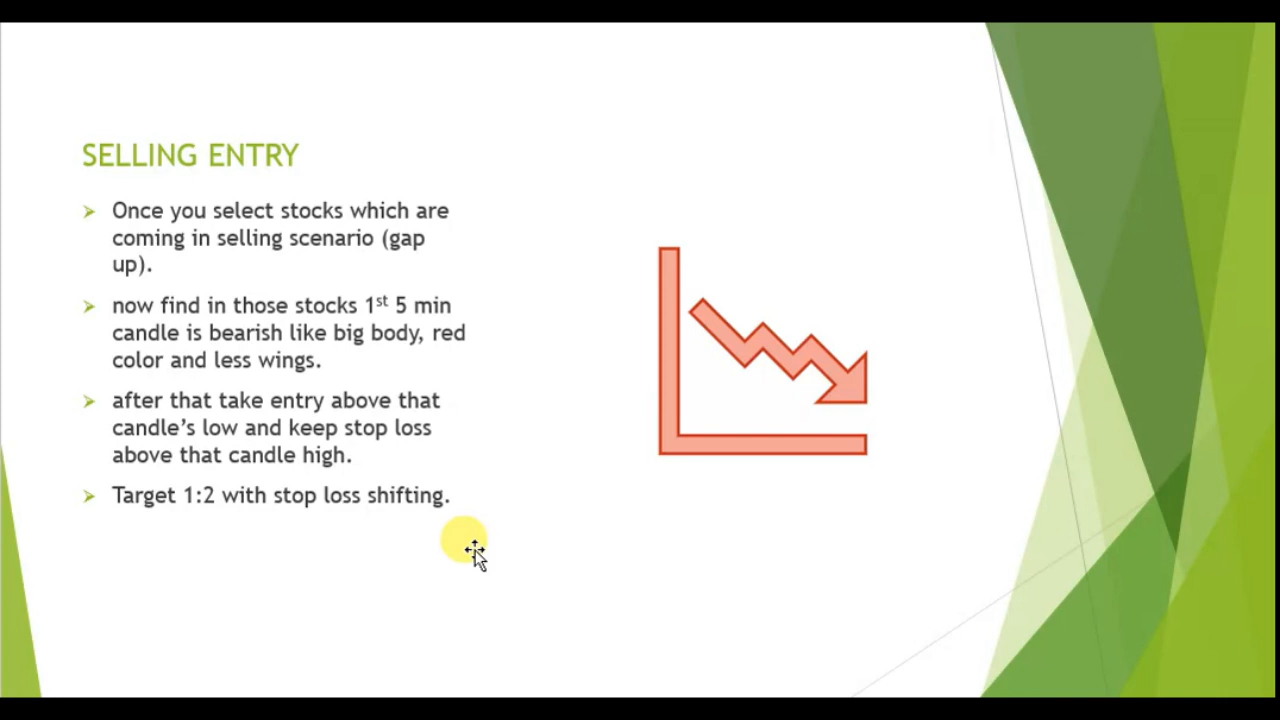 SELLING ENTRY
Once you select stocks which are
coming in selling scenario (gap
up).
now find in those stocks 1st 5 min
candle is bearish like big body, red
color and less wings.
after that take entry above that
candle’s low and keep stop loss
above that candle high.
Target 1:2 with stop loss shifting.